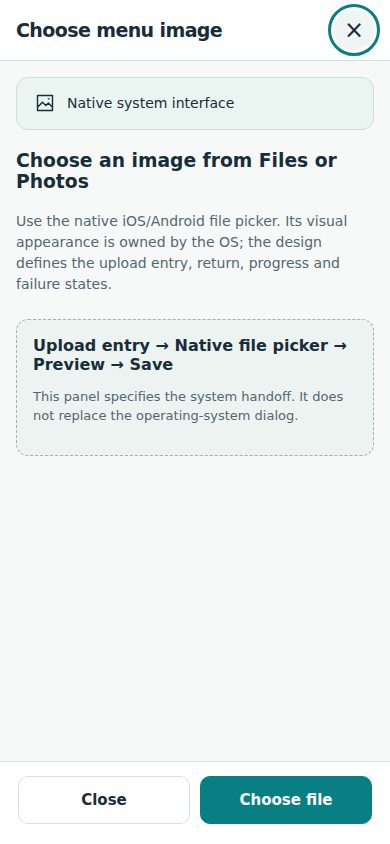 Choose menu image
Native system interface
Choose an image from Files or
Photos
Use the native iOS/Android file picker. Its visual
appearance is owned by the OS; the design
defines the upload entry, return, progress and
failure states.
Upload entry → Native file picker →
Preview → Save
This panel specifies the system handoff. It does
not replace the operating-system dialog.
Close
Choose file